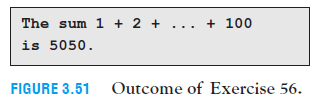 The sum 1 + 2 + ... + 100
is 5050.
FIGURE 3.51 Outcome of Exercise 56.